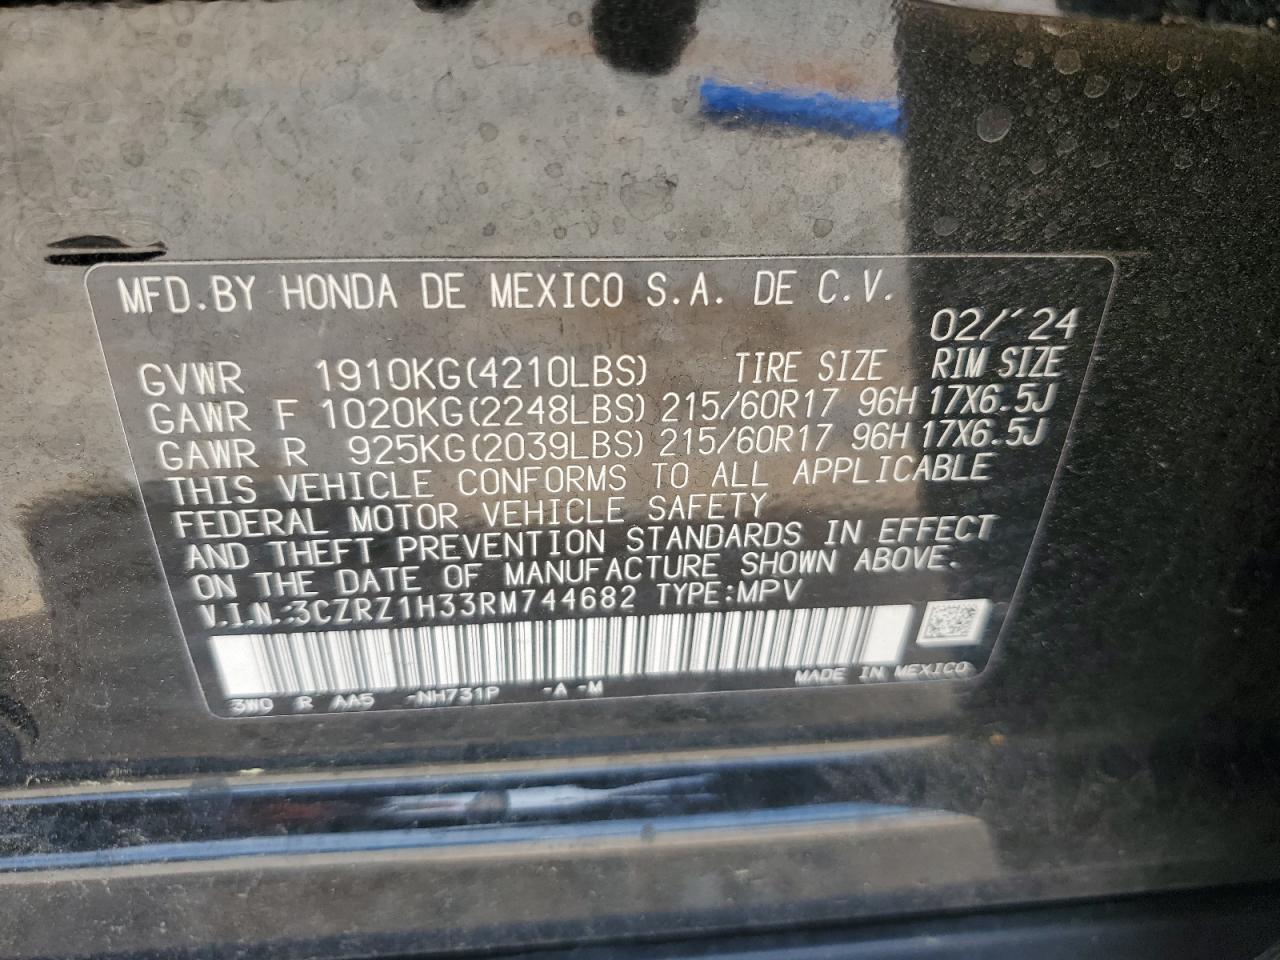 MFD.BY HONDA DE MEXICO S.A. DE C.V.
02/´24
GVWR 1910KG(4210LBS) TIRE SIZE RIM SIZE
GAWR F 1020KG(2248LBS) 215/60R17 96H 17X6.5J
GAWR R 925KG(2039LBS) 215/60R17 96H 17X6.5J
THIS VEHICLE CONFORMS TO ALL APPLICABLE
FEDERAL MOTOR VEHICLE SAFETY
AND THEFT PREVENTION STANDARDS IN EFFECT
ON THE DATE OF MANUFACTURE SHOWN ABOVE.
V.I.N.:3CZRZ1H33RM744682 TYPE:MPV
MADE IN MEXICO
3W0 R AA5 -NH731P -A -M